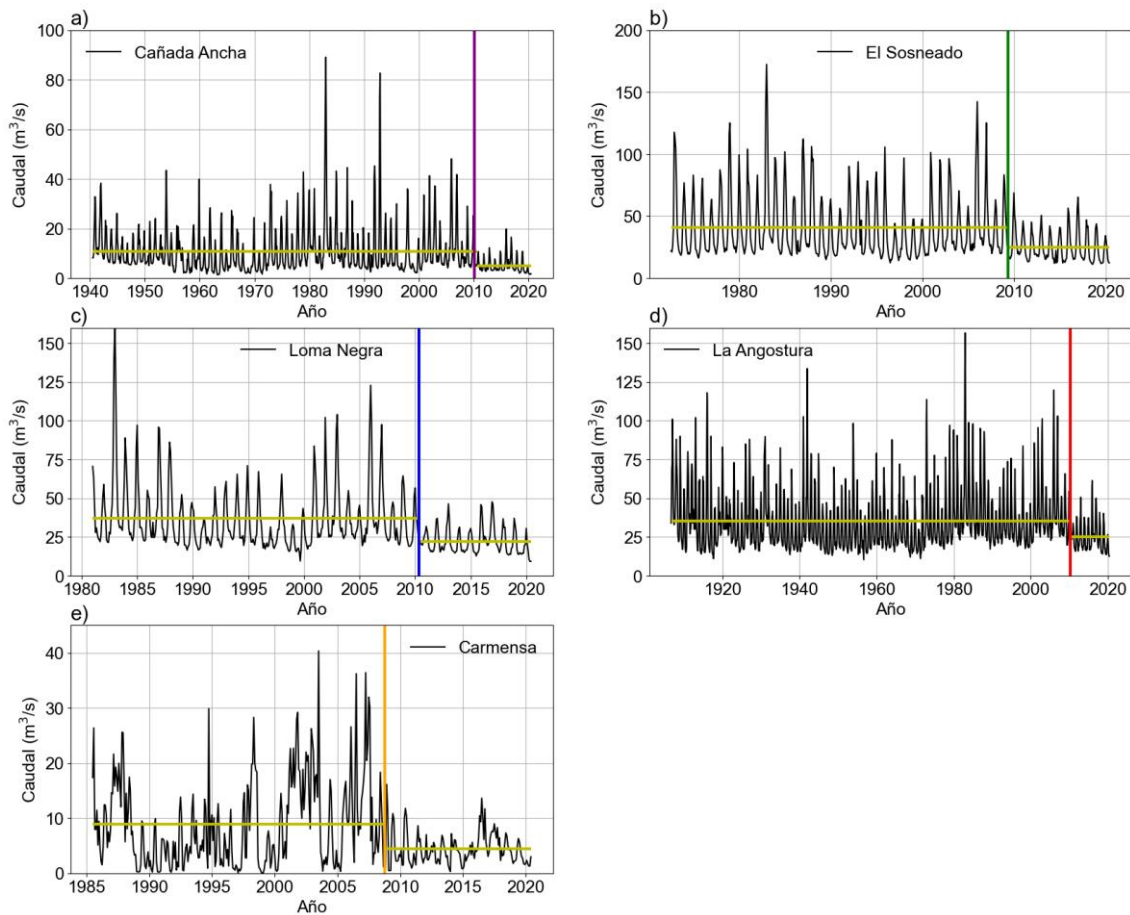 a)
Caudal (m³/s)
100
80
60
40
20
0
Cañada Ancha
1940 1950 1960 1970 1980 1990 2000 2010 2020
Año
b)
Caudal (m³/s)
200
150
100
50
0
El Sosneado
1980 1990 2000 2010 2020
Año
c)
Caudal (m³/s)
150
125
100
75
50
25
0
Loma Negra
1980 1985 1990 1995 2000 2005 2010 2015 2020
Año
d)
Caudal (m³/s)
150
125
100
75
50
25
0
La Angostura
1920 1940 1960 1980 2000 2020
Año
e)
Caudal (m³/s)
40
30
20
10
0
Carmensa
1985 1990 1995 2000 2005 2010 2015 2020
Año